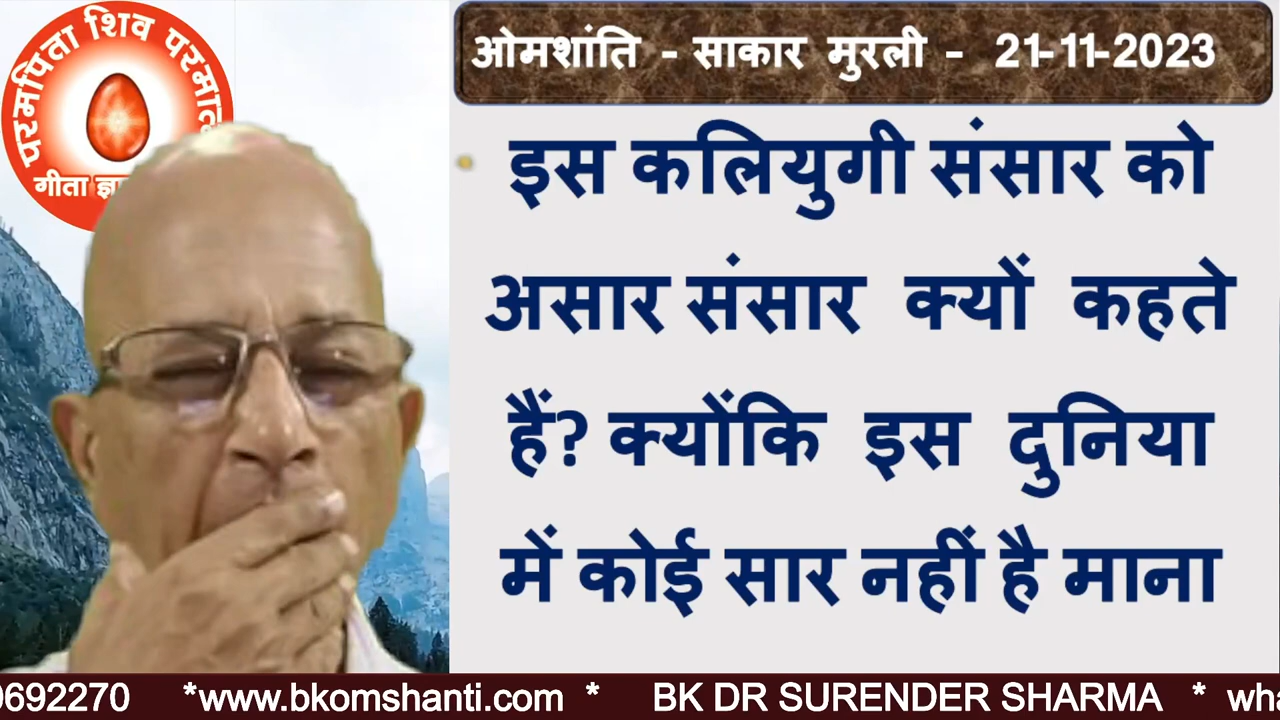 परमपिता शिव परमात्
गीता ज्ञा
ओमशांति - साकार मुरली - 21-11-2023
इस कलियुगी संसार को
असार संसार क्यों कहते
हैं? क्योंकि इस दुनिया
में कोई सार नहीं है माना
0692270 *www.bkomshanti.com * BK DR SURENDER SHARMA * wha